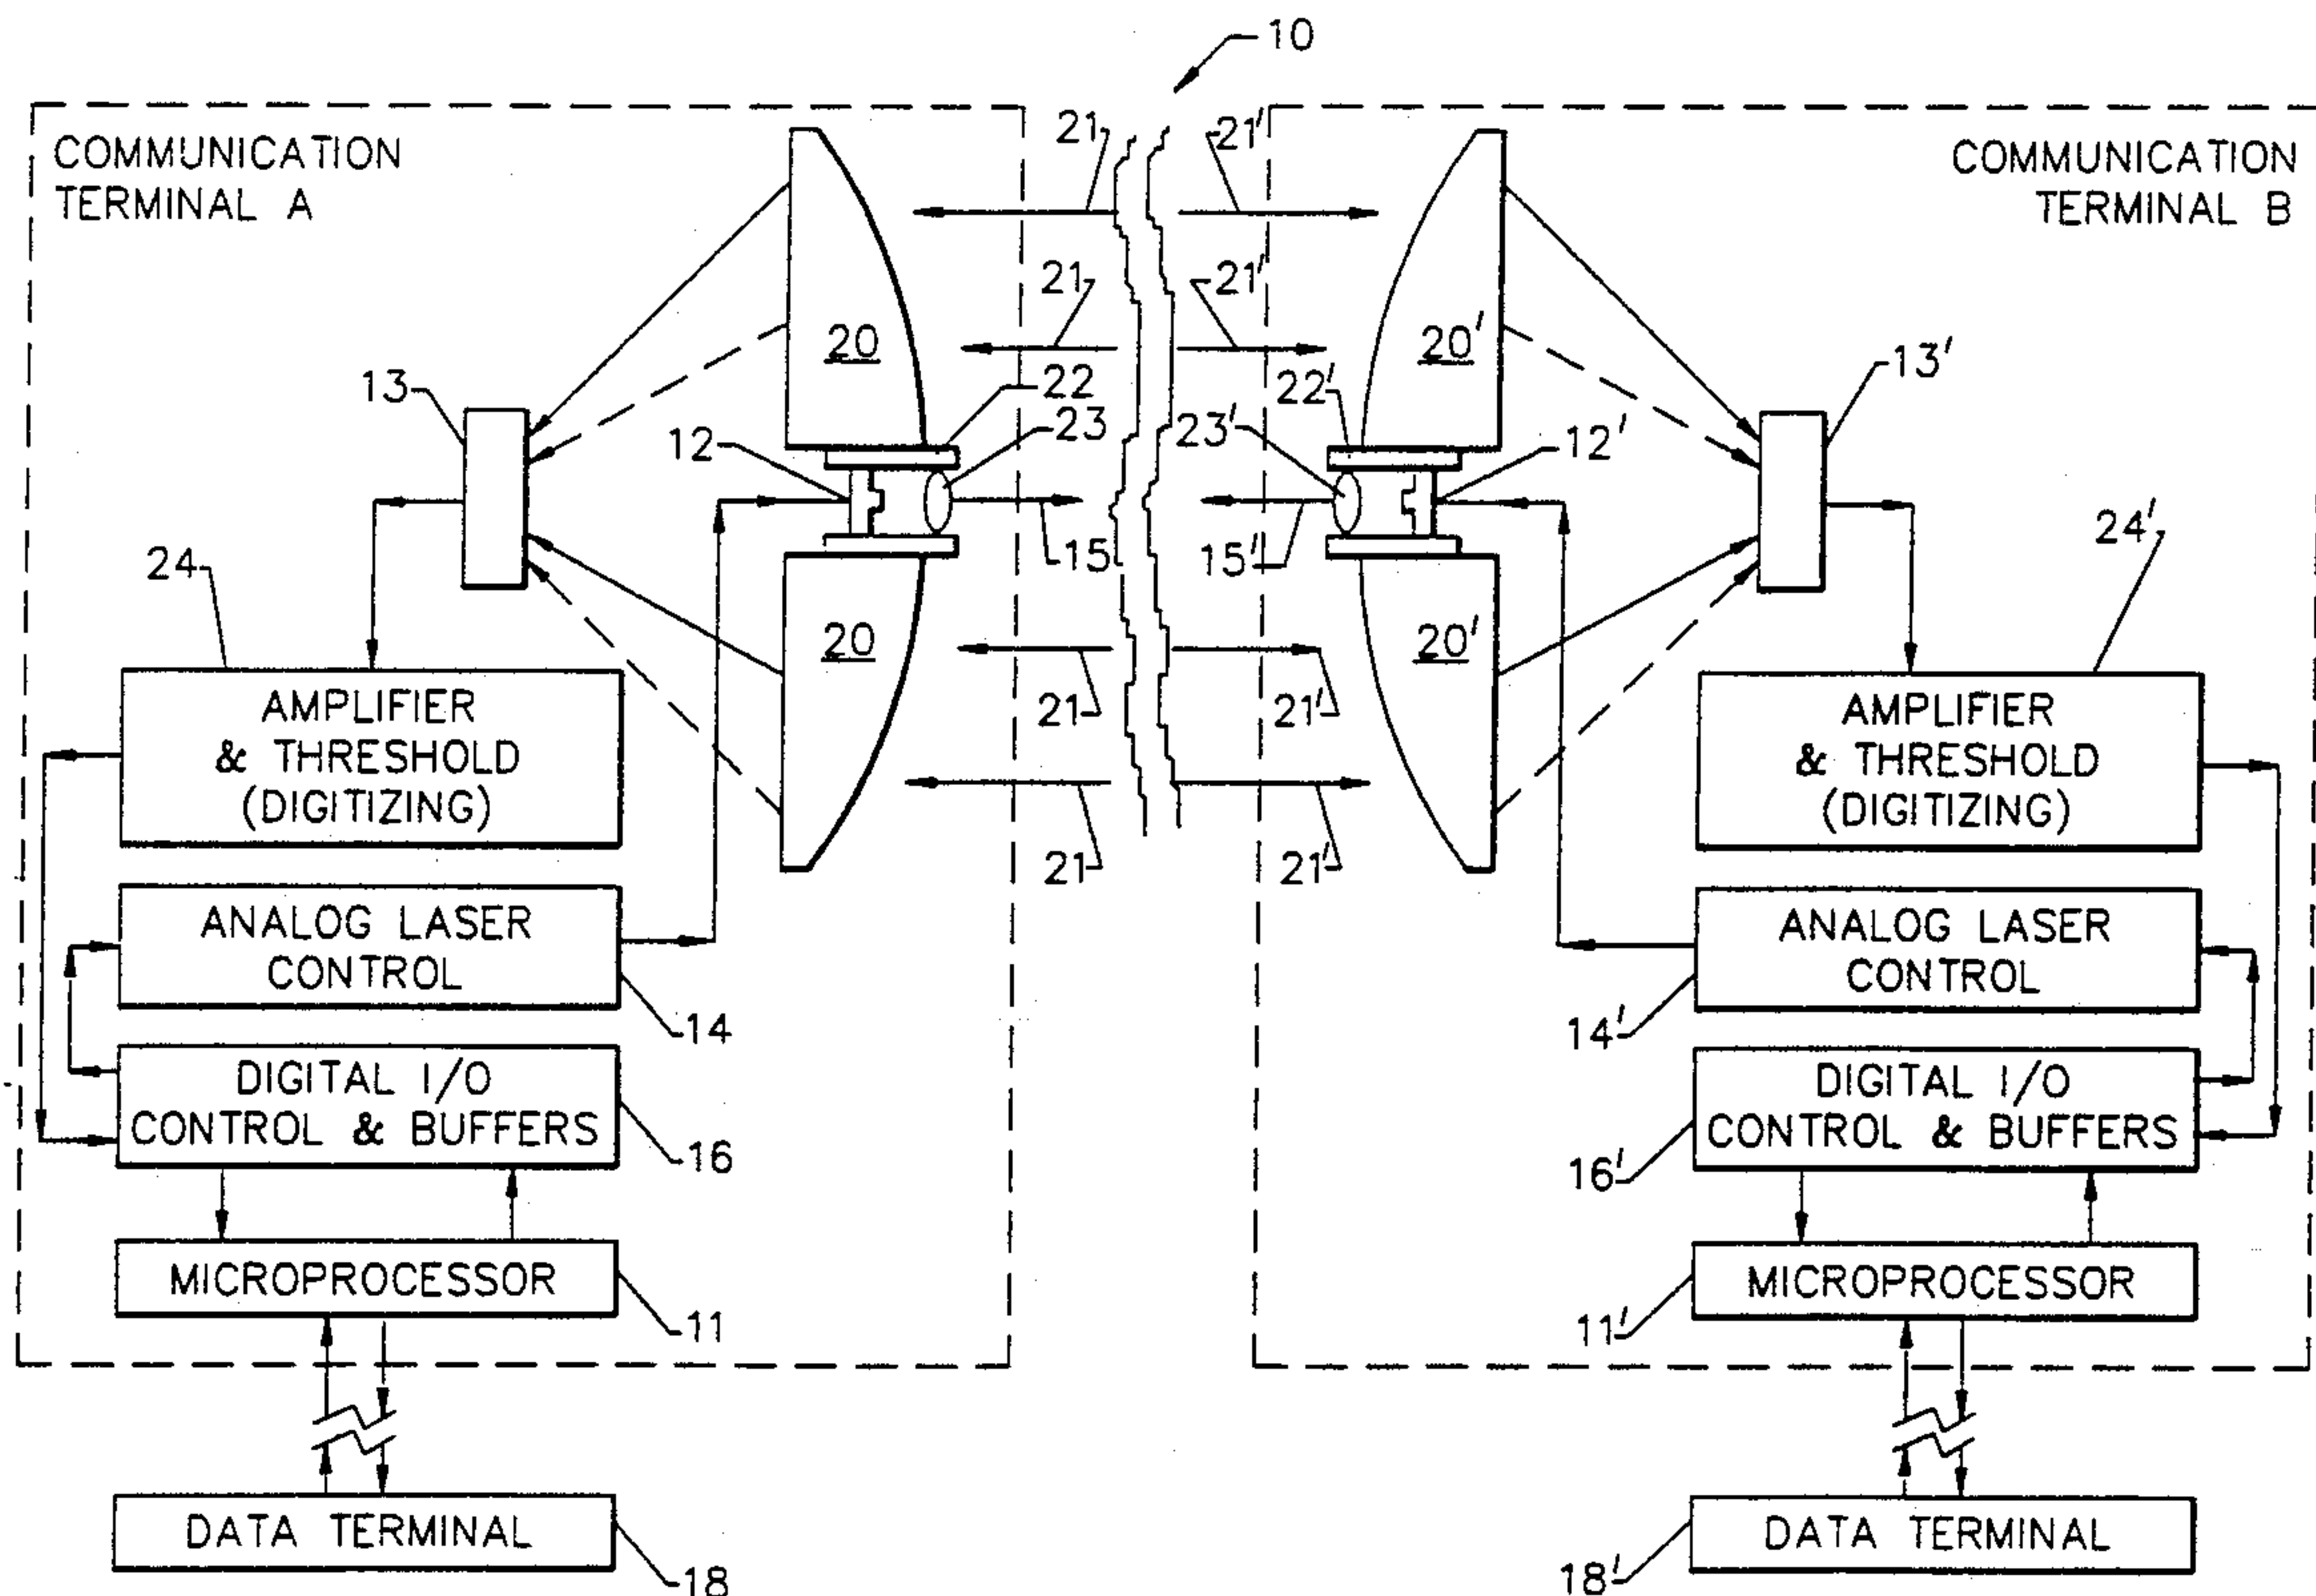 10
COMMUNICATION
TERMINAL A
21
21'
COMMUNICATION
TERMINAL B
21
21'
20
20'
13
22
22'
13'
12
23
23'
12'
24
15
15'
24'
20
20'
21
21'
AMPLIFIER
& THRESHOLD
(DIGITIZING)
AMPLIFIER
& THRESHOLD
(DIGITIZING)
21
21'
ANALOG LASER
CONTROL
14
ANALOG LASER
CONTROL
14'
DIGITAL I/O
CONTROL & BUFFERS
16
DIGITAL I/O
CONTROL & BUFFERS
16'
MICROPROCESSOR
11
MICROPROCESSOR
11'
DATA TERMINAL
18
DATA TERMINAL
18'